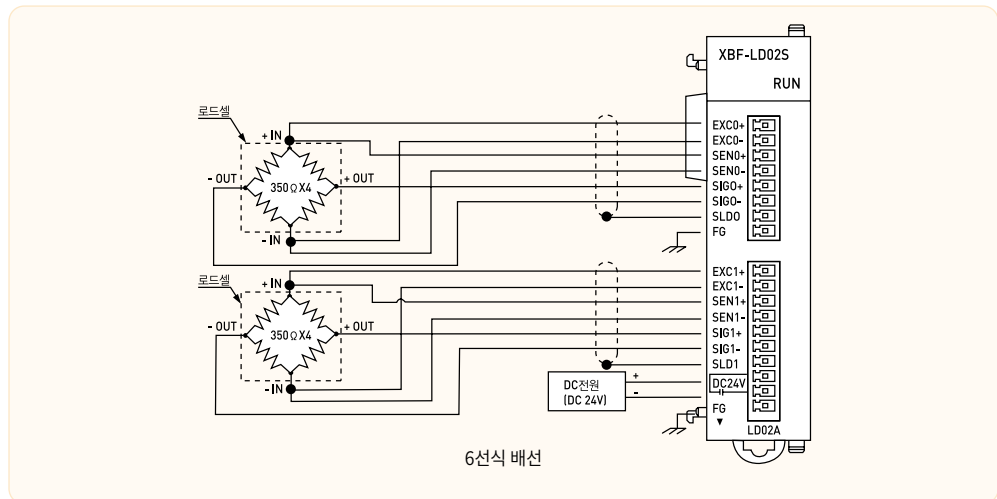 XBF-LD02S
RUN
로드셀
+ IN
- OUT
+ OUT
350ΩX4
- IN
EXC0+
EXC0-
SEN0+
SEN0-
SIG0+
SIG0-
SLD0
FG
로드셀
+ IN
- OUT
+ OUT
350ΩX4
- IN
EXC1+
EXC1-
SEN1+
SEN1-
SIG1+
SIG1-
SLD1
DC전원
(DC 24V)
+
-
DC24V
FG
LD02A
6선식 배선